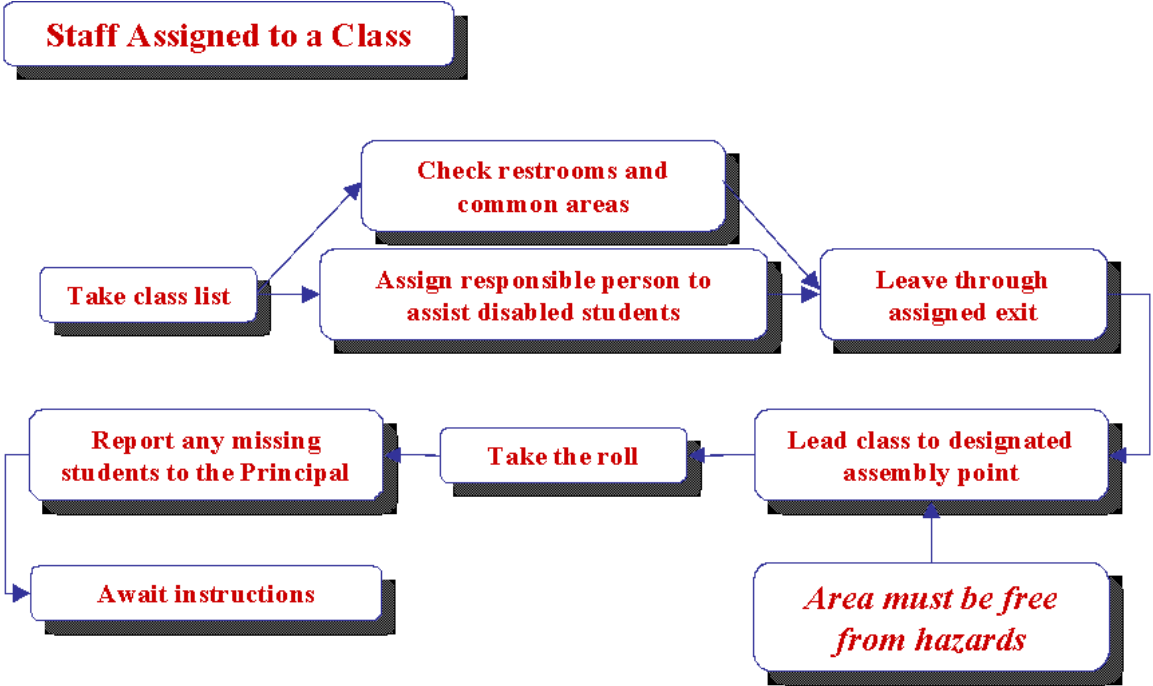 Staff Assigned to a Class
Check restrooms and
common areas
Take class list
Assign responsible person to
assist disabled students
Leave through
assigned exit
Report any missing
students to the Principal
Take the roll
Lead class to designated
assembly point
Await instructions
Area must be free
from hazards